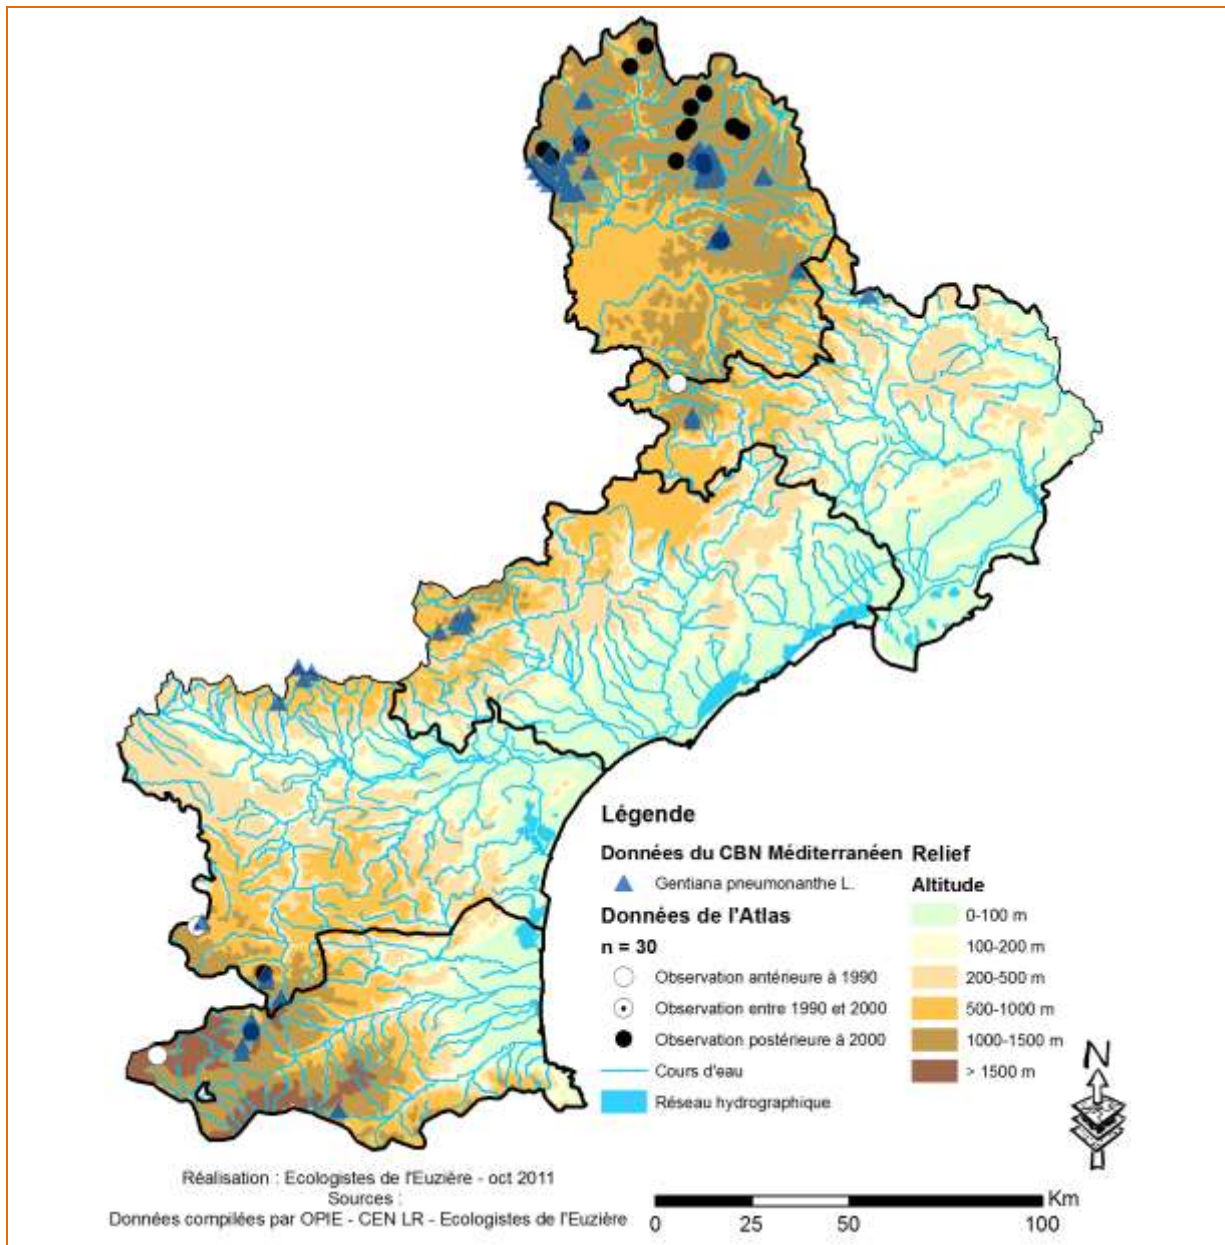 Légende
Données du CBN Méditerranéen
Gentiana pneumonanthe L.
Données de l'Atlas
n = 30
Observation antérieure à 1990
Observation entre 1990 et 2000
Observation postérieure à 2000
Cours d'eau
Réseau hydrographique
Relief
Altitude
0-100 m
100-200 m
200-500 m
500-1000 m
1000-1500 m
> 1500 m
N
Réalisation : Ecologistes de l'Euzière - oct 2011
Sources :
Données compilées par OPIE - CEN LR - Ecologistes de l'Euzière
Km
0 25 50 100